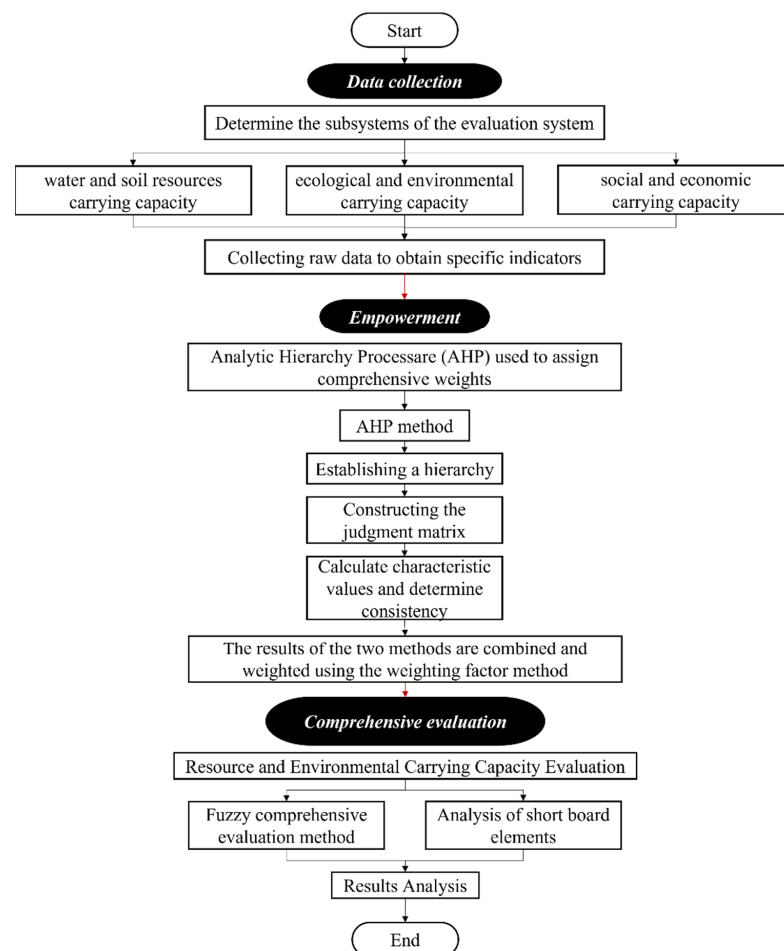 Start
Data collection
Determine the subsystems of the evaluation system
water and soil resources
carrying capacity
ecological and environmental
carrying capacity
social and economic
carrying capacity
Collecting raw data to obtain specific indicators
Empowerment
Analytic Hierarchy Processare (AHP) used to assign
comprehensive weights
AHP method
Establishing a hierarchy
Constructing the
judgment matrix
Calculate characteristic
values and determine
consistency
The results of the two methods are combined and
weighted using the weighting factor method
Comprehensive evaluation
Resource and Environmental Carrying Capacity Evaluation
Fuzzy comprehensive
evaluation method
Analysis of short board
elements
Results Analysis
End